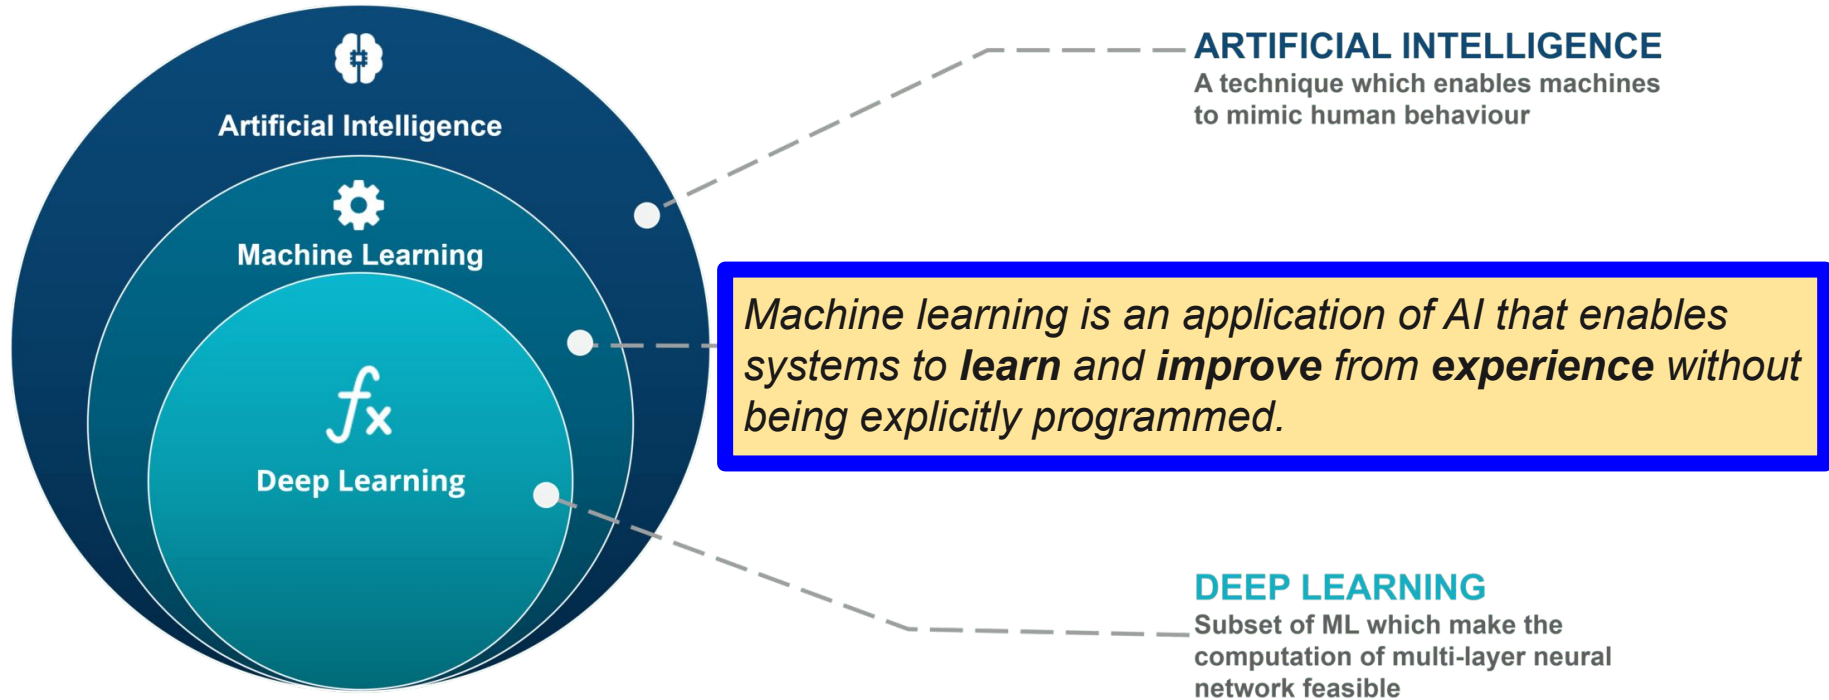 Artificial Intelligence
Machine Learning
fx
Deep Learning
ARTIFICIAL INTELLIGENCE
A technique which enables machines
to mimic human behaviour
Machine learning is an application of AI that enables
systems to learn and improve from experience without
being explicitly programmed.
DEEP LEARNING
Subset of ML which make the
computation of multi-layer neural
network feasible